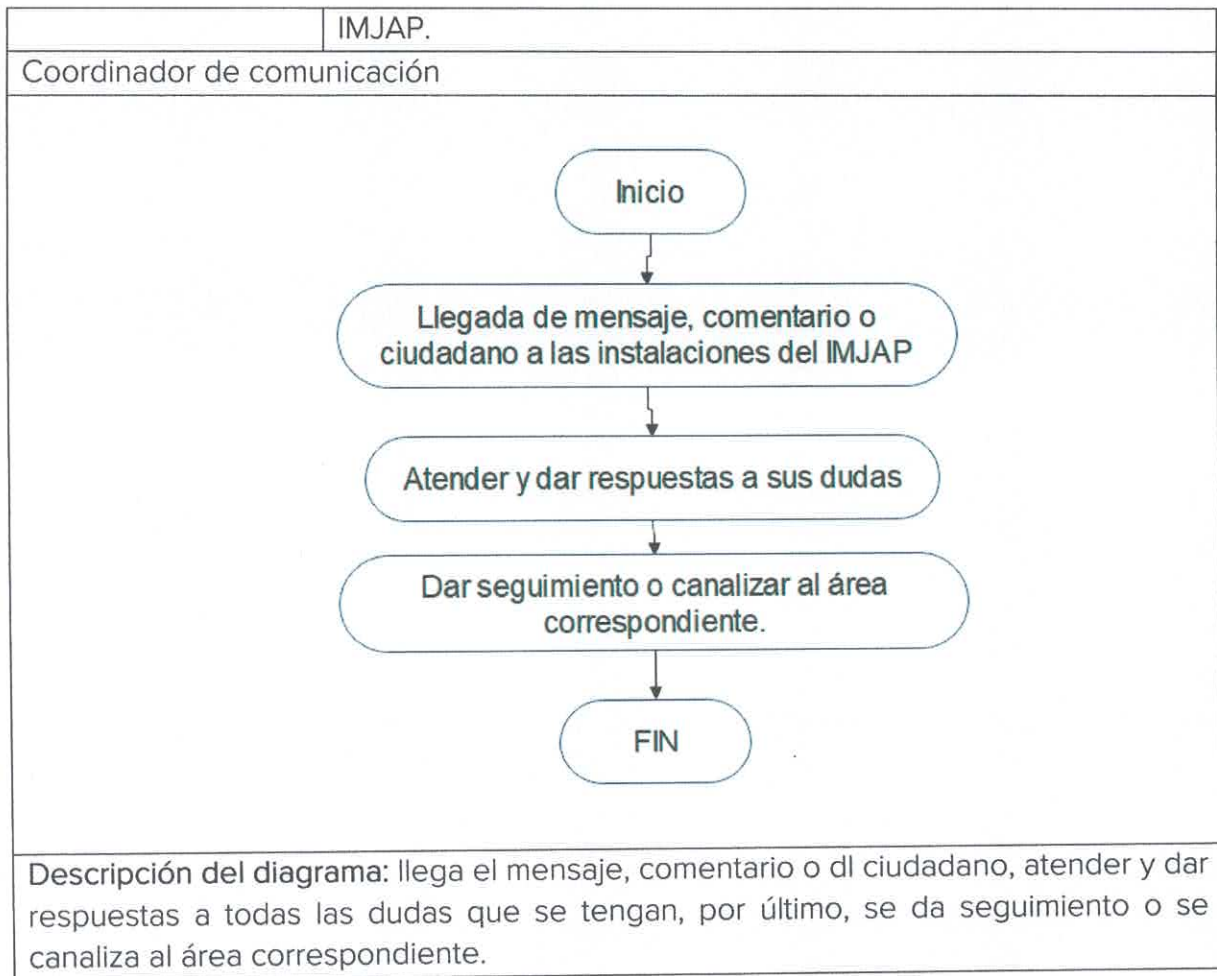 IMJAP.
Coordinador de comunicación
Inicio
Llegada de mensaje, comentario o
ciudadano a las instalaciones del IMJAP
Atender y dar respuestas a sus dudas
Dar seguimiento o canalizar al área
correspondiente.
FIN
Descripción del diagrama: llega el mensaje, comentario o dl ciudadano, atender y dar
respuestas a todas las dudas que se tengan, por último, se da seguimiento o se
canaliza al área correspondiente.